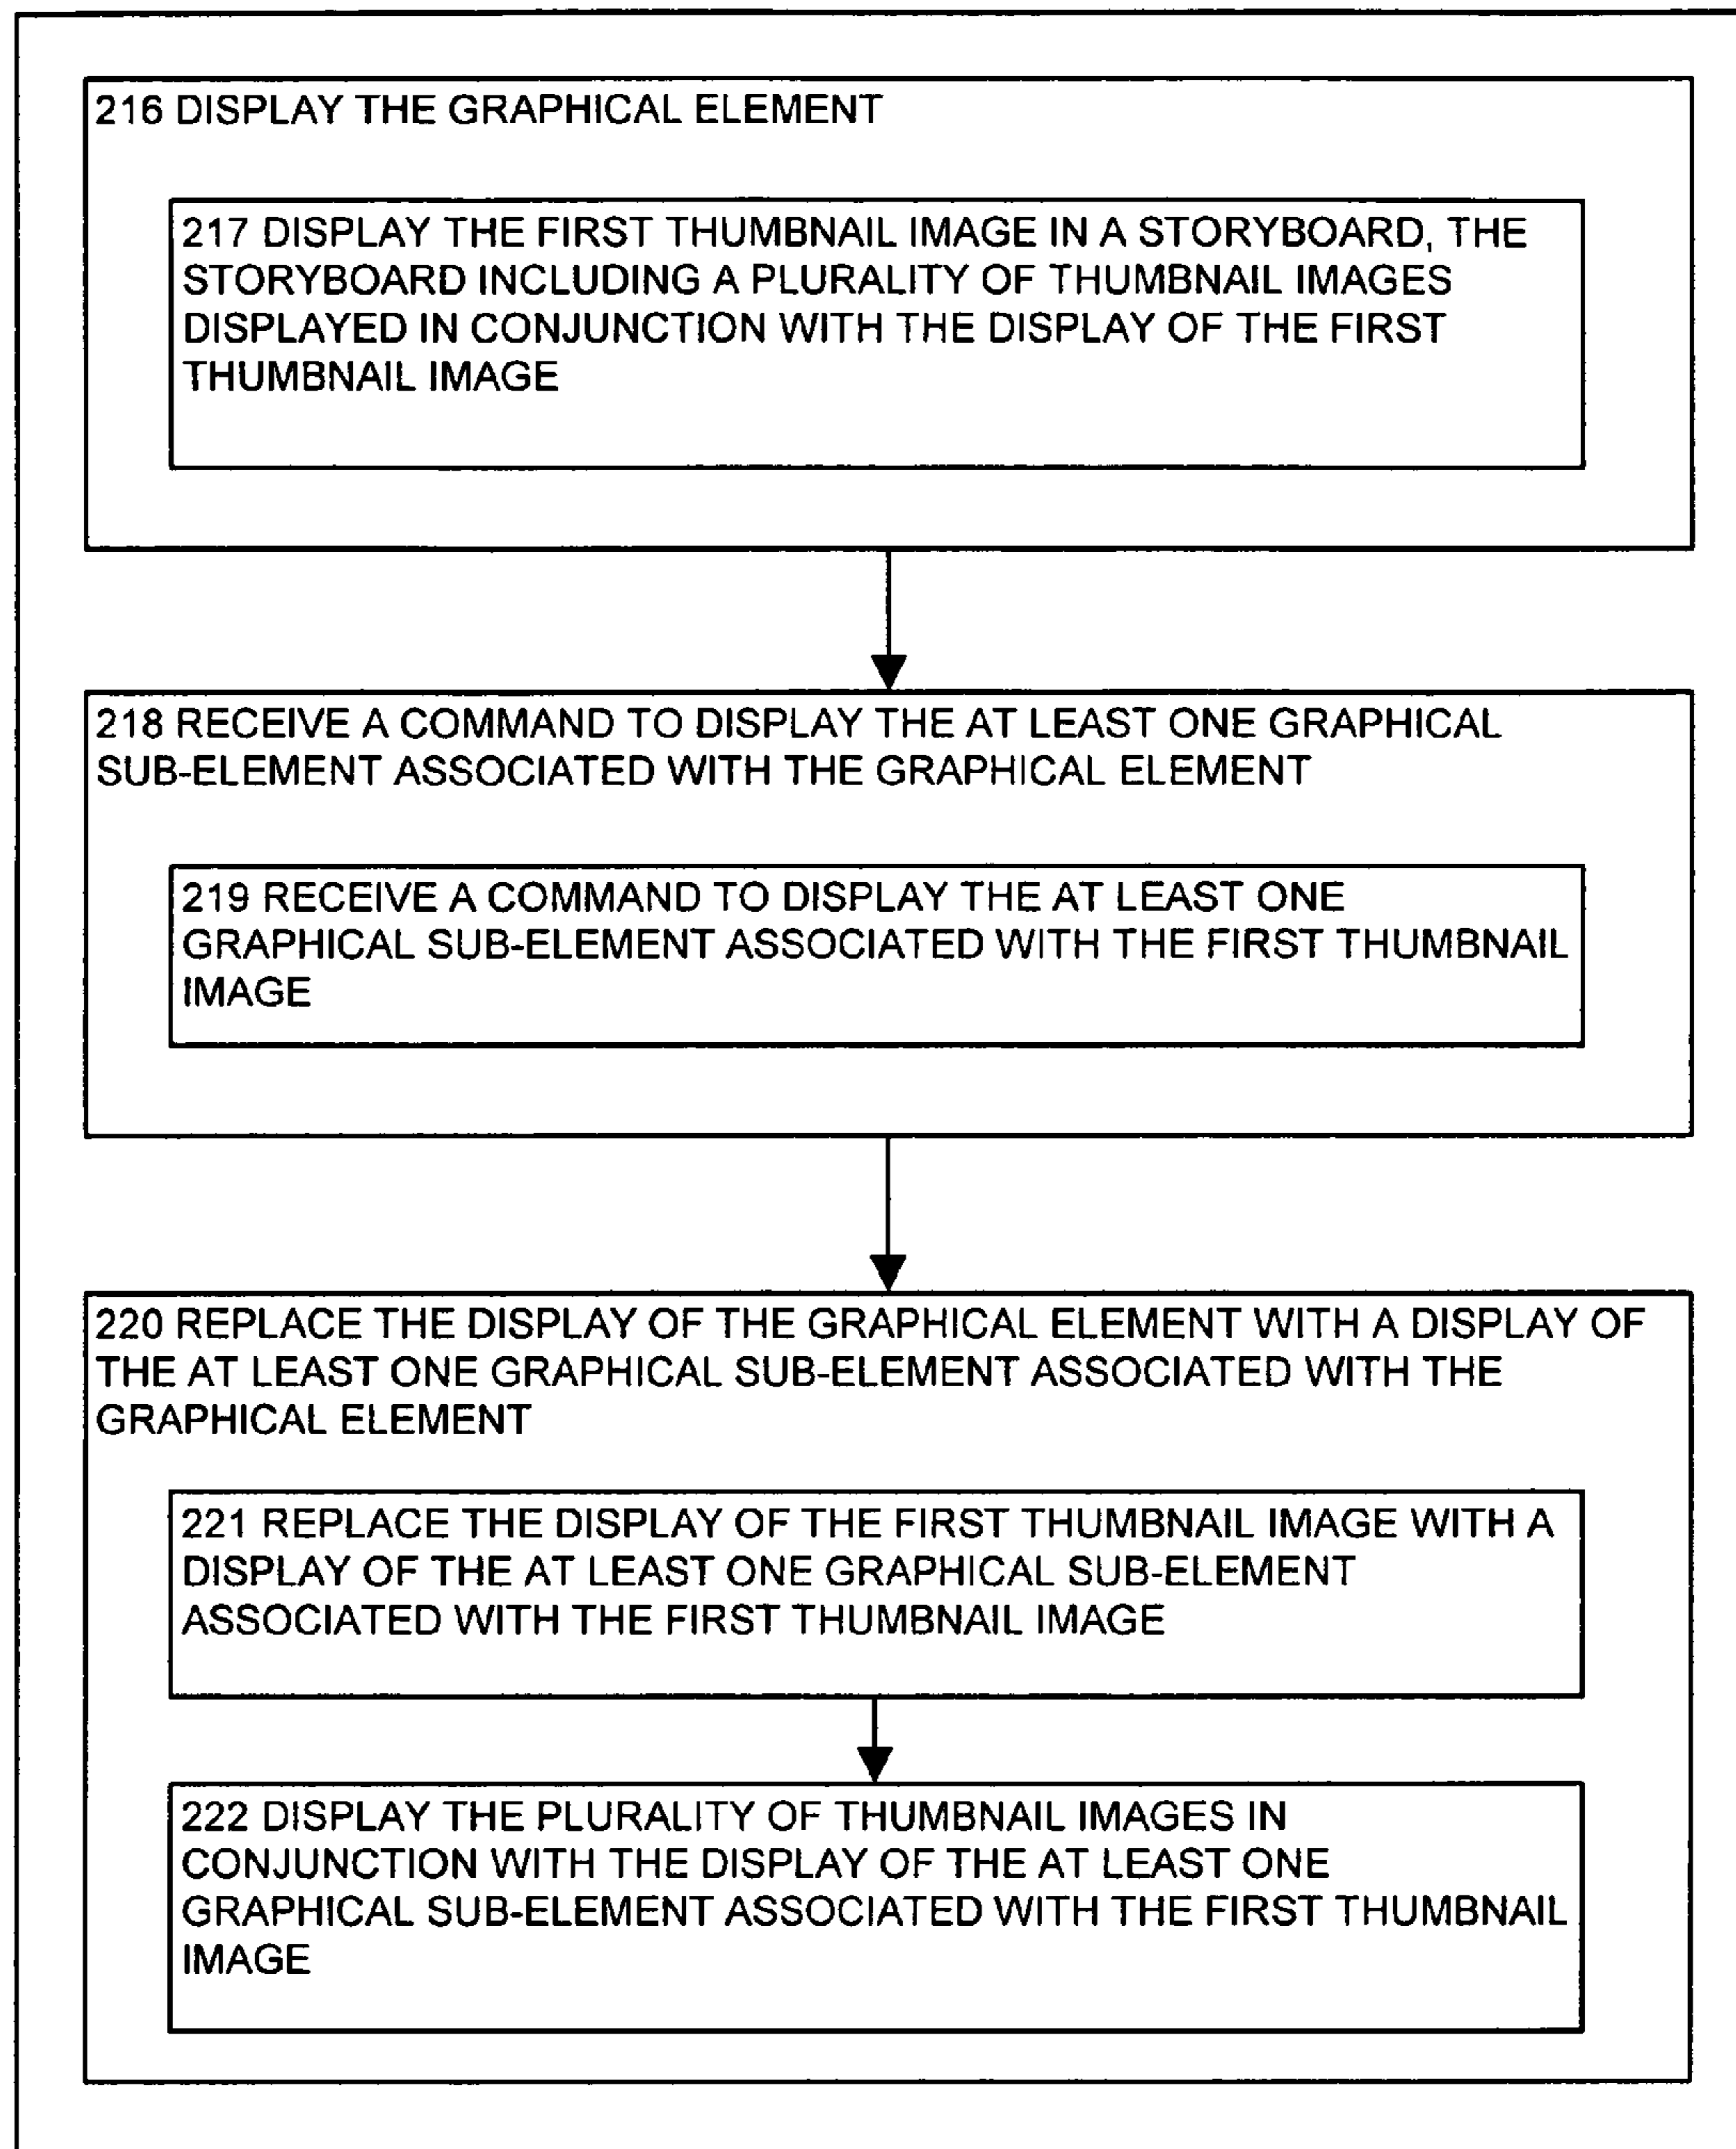 216 DISPLAY THE GRAPHICAL ELEMENT
217 DISPLAY THE FIRST THUMBNAIL IMAGE IN A STORYBOARD, THE
STORYBOARD INCLUDING A PLURALITY OF THUMBNAIL IMAGES
DISPLAYED IN CONJUNCTION WITH THE DISPLAY OF THE FIRST
THUMBNAIL IMAGE
218 RECEIVE A COMMAND TO DISPLAY THE AT LEAST ONE GRAPHICAL
SUB-ELEMENT ASSOCIATED WITH THE GRAPHICAL ELEMENT
219 RECEIVE A COMMAND TO DISPLAY THE AT LEAST ONE
GRAPHICAL SUB-ELEMENT ASSOCIATED WITH THE FIRST THUMBNAIL
IMAGE
220 REPLACE THE DISPLAY OF THE GRAPHICAL ELEMENT WITH A DISPLAY OF
THE AT LEAST ONE GRAPHICAL SUB-ELEMENT ASSOCIATED WITH THE
GRAPHICAL ELEMENT
221 REPLACE THE DISPLAY OF THE FIRST THUMBNAIL IMAGE WITH A
DISPLAY OF THE AT LEAST ONE GRAPHICAL SUB-ELEMENT
ASSOCIATED WITH THE FIRST THUMBNAIL IMAGE
222 DISPLAY THE PLURALITY OF THUMBNAIL IMAGES IN
CONJUNCTION WITH THE DISPLAY OF THE AT LEAST ONE
GRAPHICAL SUB-ELEMENT ASSOCIATED WITH THE FIRST THUMBNAIL
IMAGE